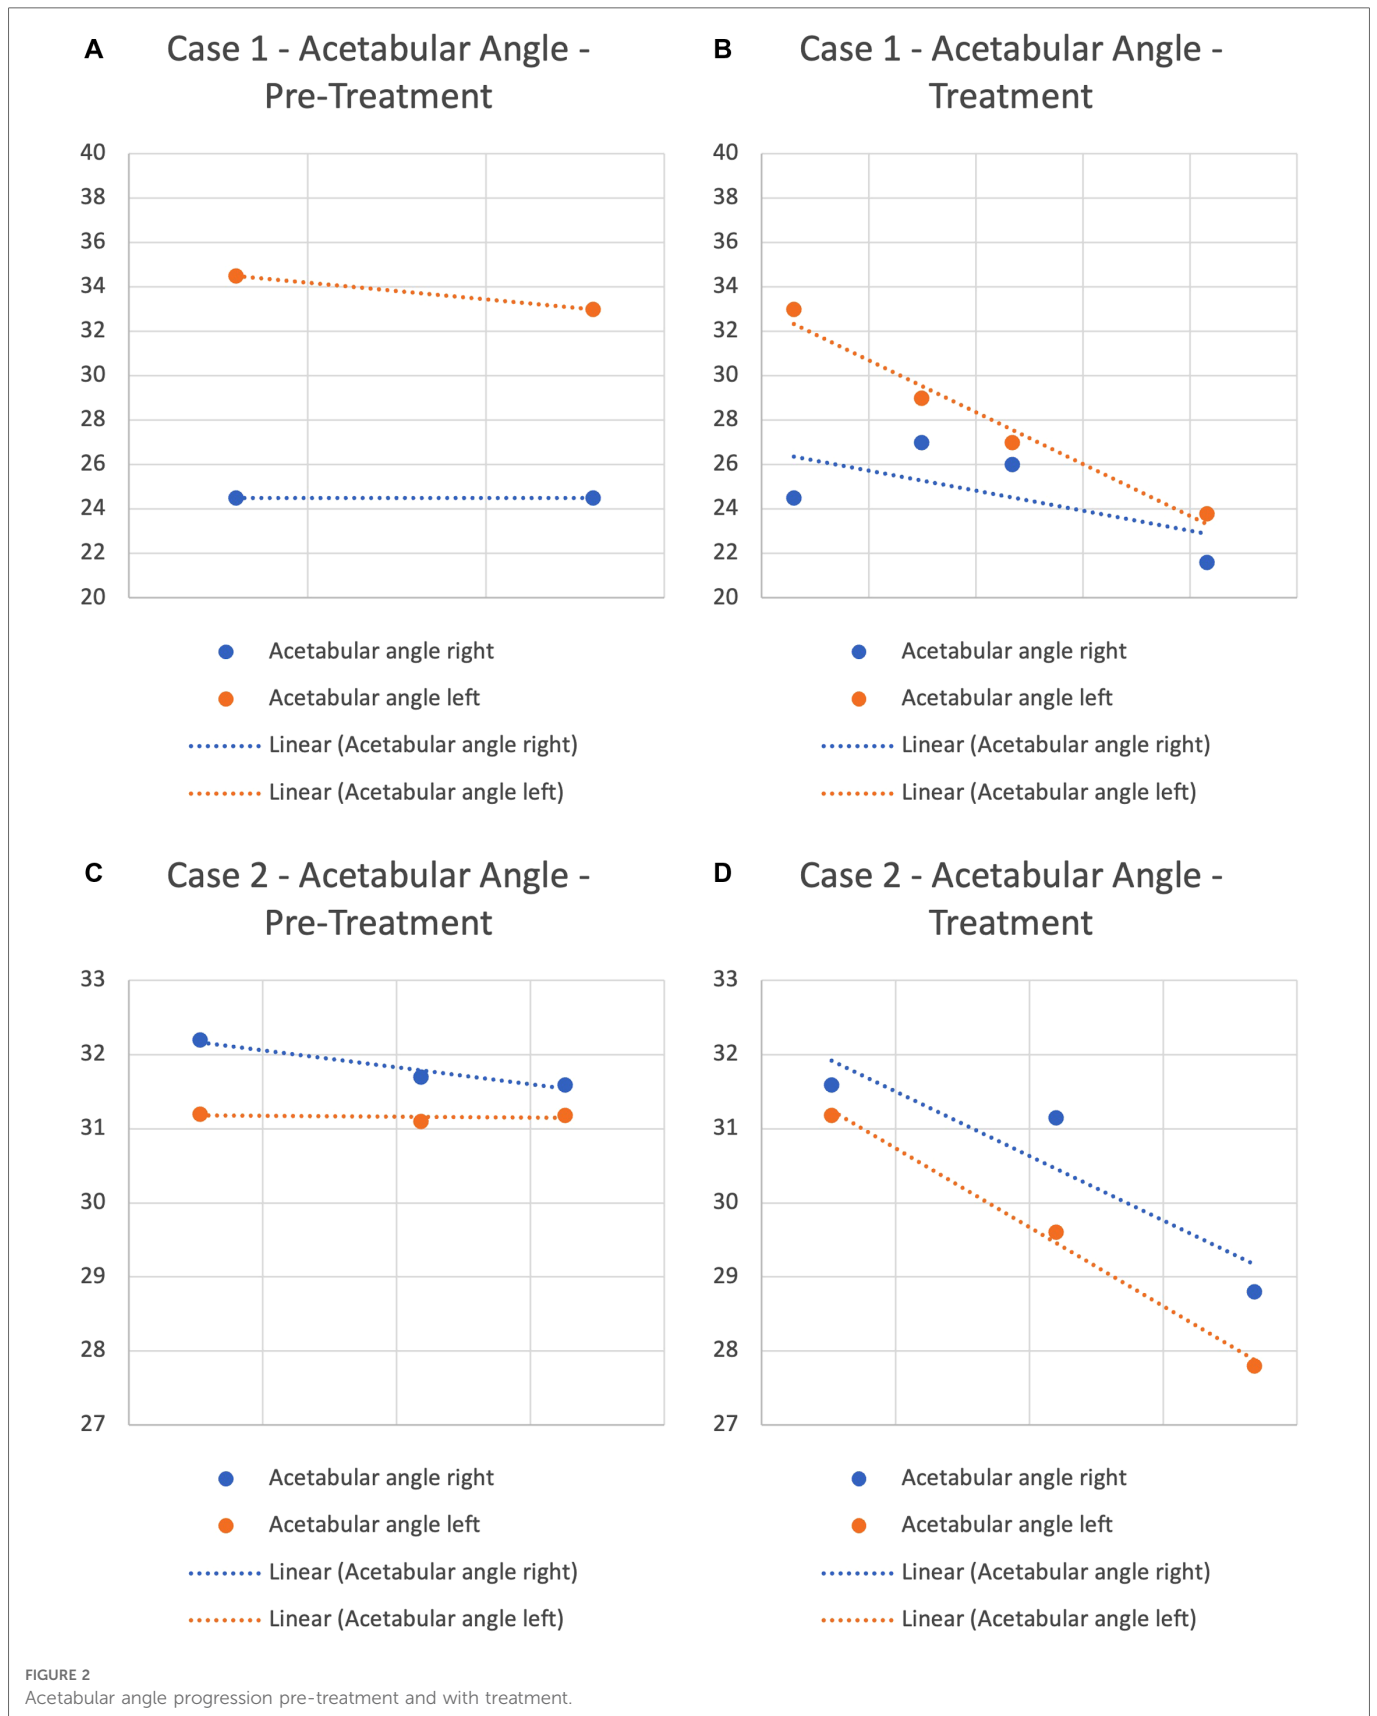 A
Case 1 - Acetabular Angle -
Pre-Treatment
40
38
36
34
32
30
28
26
24
22
20
Acetabular angle right
Acetabular angle left
Linear (Acetabular angle right)
Linear (Acetabular angle left)
B
Case 1 - Acetabular Angle -
Treatment
40
38
36
34
32
30
28
26
24
22
20
Acetabular angle right
Acetabular angle left
Linear (Acetabular angle right)
Linear (Acetabular angle left)
C
Case 2 - Acetabular Angle -
Pre-Treatment
33
32
31
30
29
28
27
Acetabular angle right
Acetabular angle left
Linear (Acetabular angle right)
Linear (Acetabular angle left)
D
Case 2 - Acetabular Angle -
Treatment
33
32
31
30
29
28
27
Acetabular angle right
Acetabular angle left
Linear (Acetabular angle right)
Linear (Acetabular angle left)
FIGURE 2
Acetabular angle progression pre-treatment and with treatment.